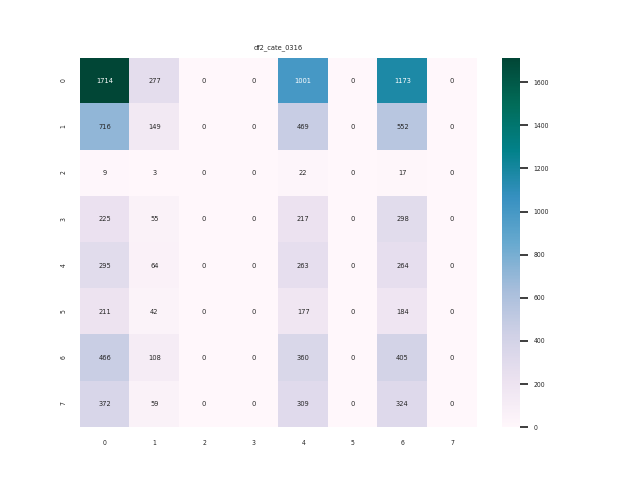 df2_cate_0316
0 1714 277 0 0 1001 0 1173 0
1 716 149 0 0 469 0 552 0
2 9 3 0 0 22 0 17 0
3 225 55 0 0 217 0 298 0
4 295 64 0 0 263 0 264 0
5 211 42 0 0 177 0 184 0
6 466 108 0 0 360 0 405 0
7 372 59 0 0 309 0 324 0
0 1 2 3 4 5 6 7
1600
1400
1200
1000
800
600
400
200
0